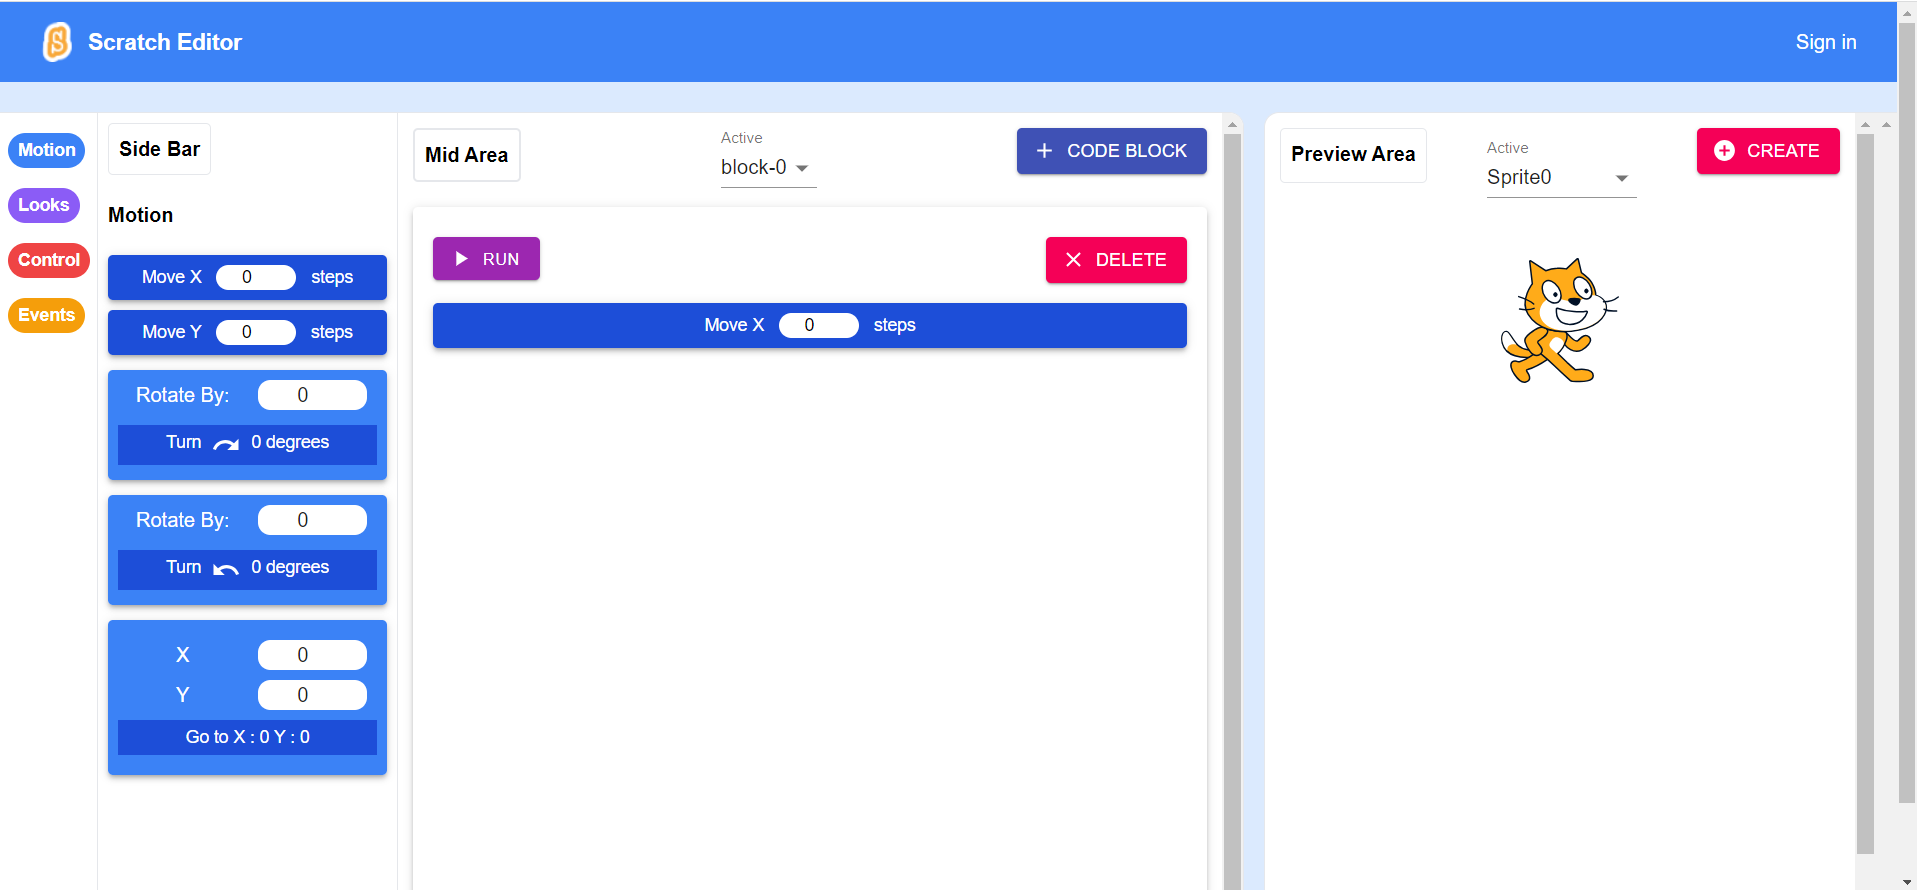 S Scratch Editor
Sign in
Motion
Looks
Control
Events
Side Bar
Motion
Move X 0 steps
Move Y 0 steps
Rotate By: 0
Turn 0 degrees
Rotate By: 0
Turn 0 degrees
X 0
Y 0
Go to X : 0 Y : 0
Mid Area
Active
block-0
+ CODE BLOCK
RUN
DELETE
Move X 0 steps
Preview Area
Active
Sprite0
CREATE